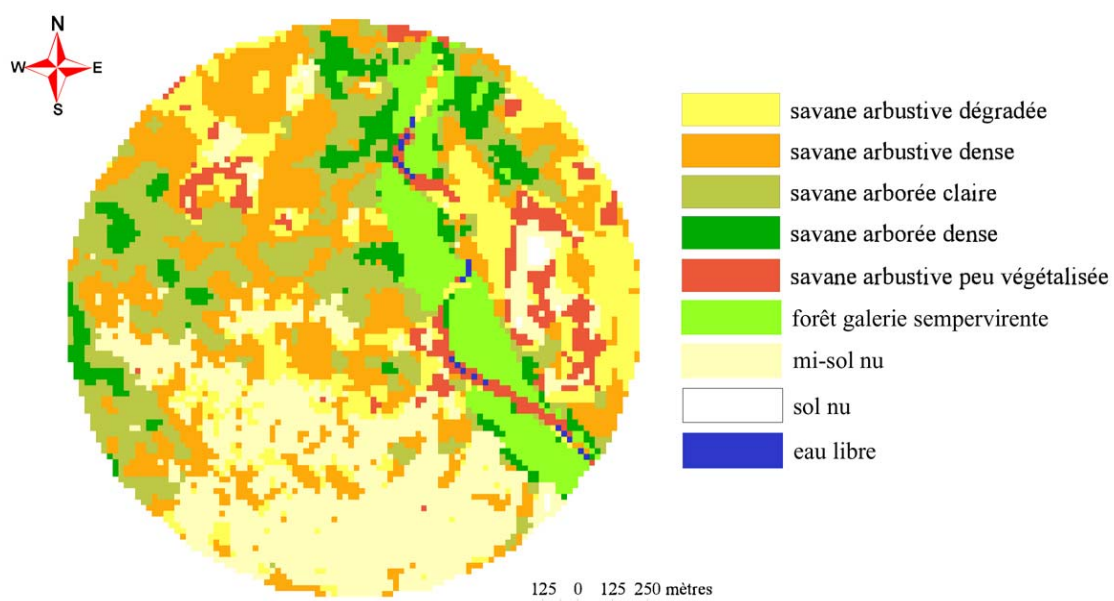 N
W E
S
savane arbustive dégradée
savane arbustive dense
savane arborée claire
savane arborée dense
savane arbustive peu végétalisée
forêt galerie sempervirente
mi-sol nu
sol nu
eau libre
125 0 125 250 mètres